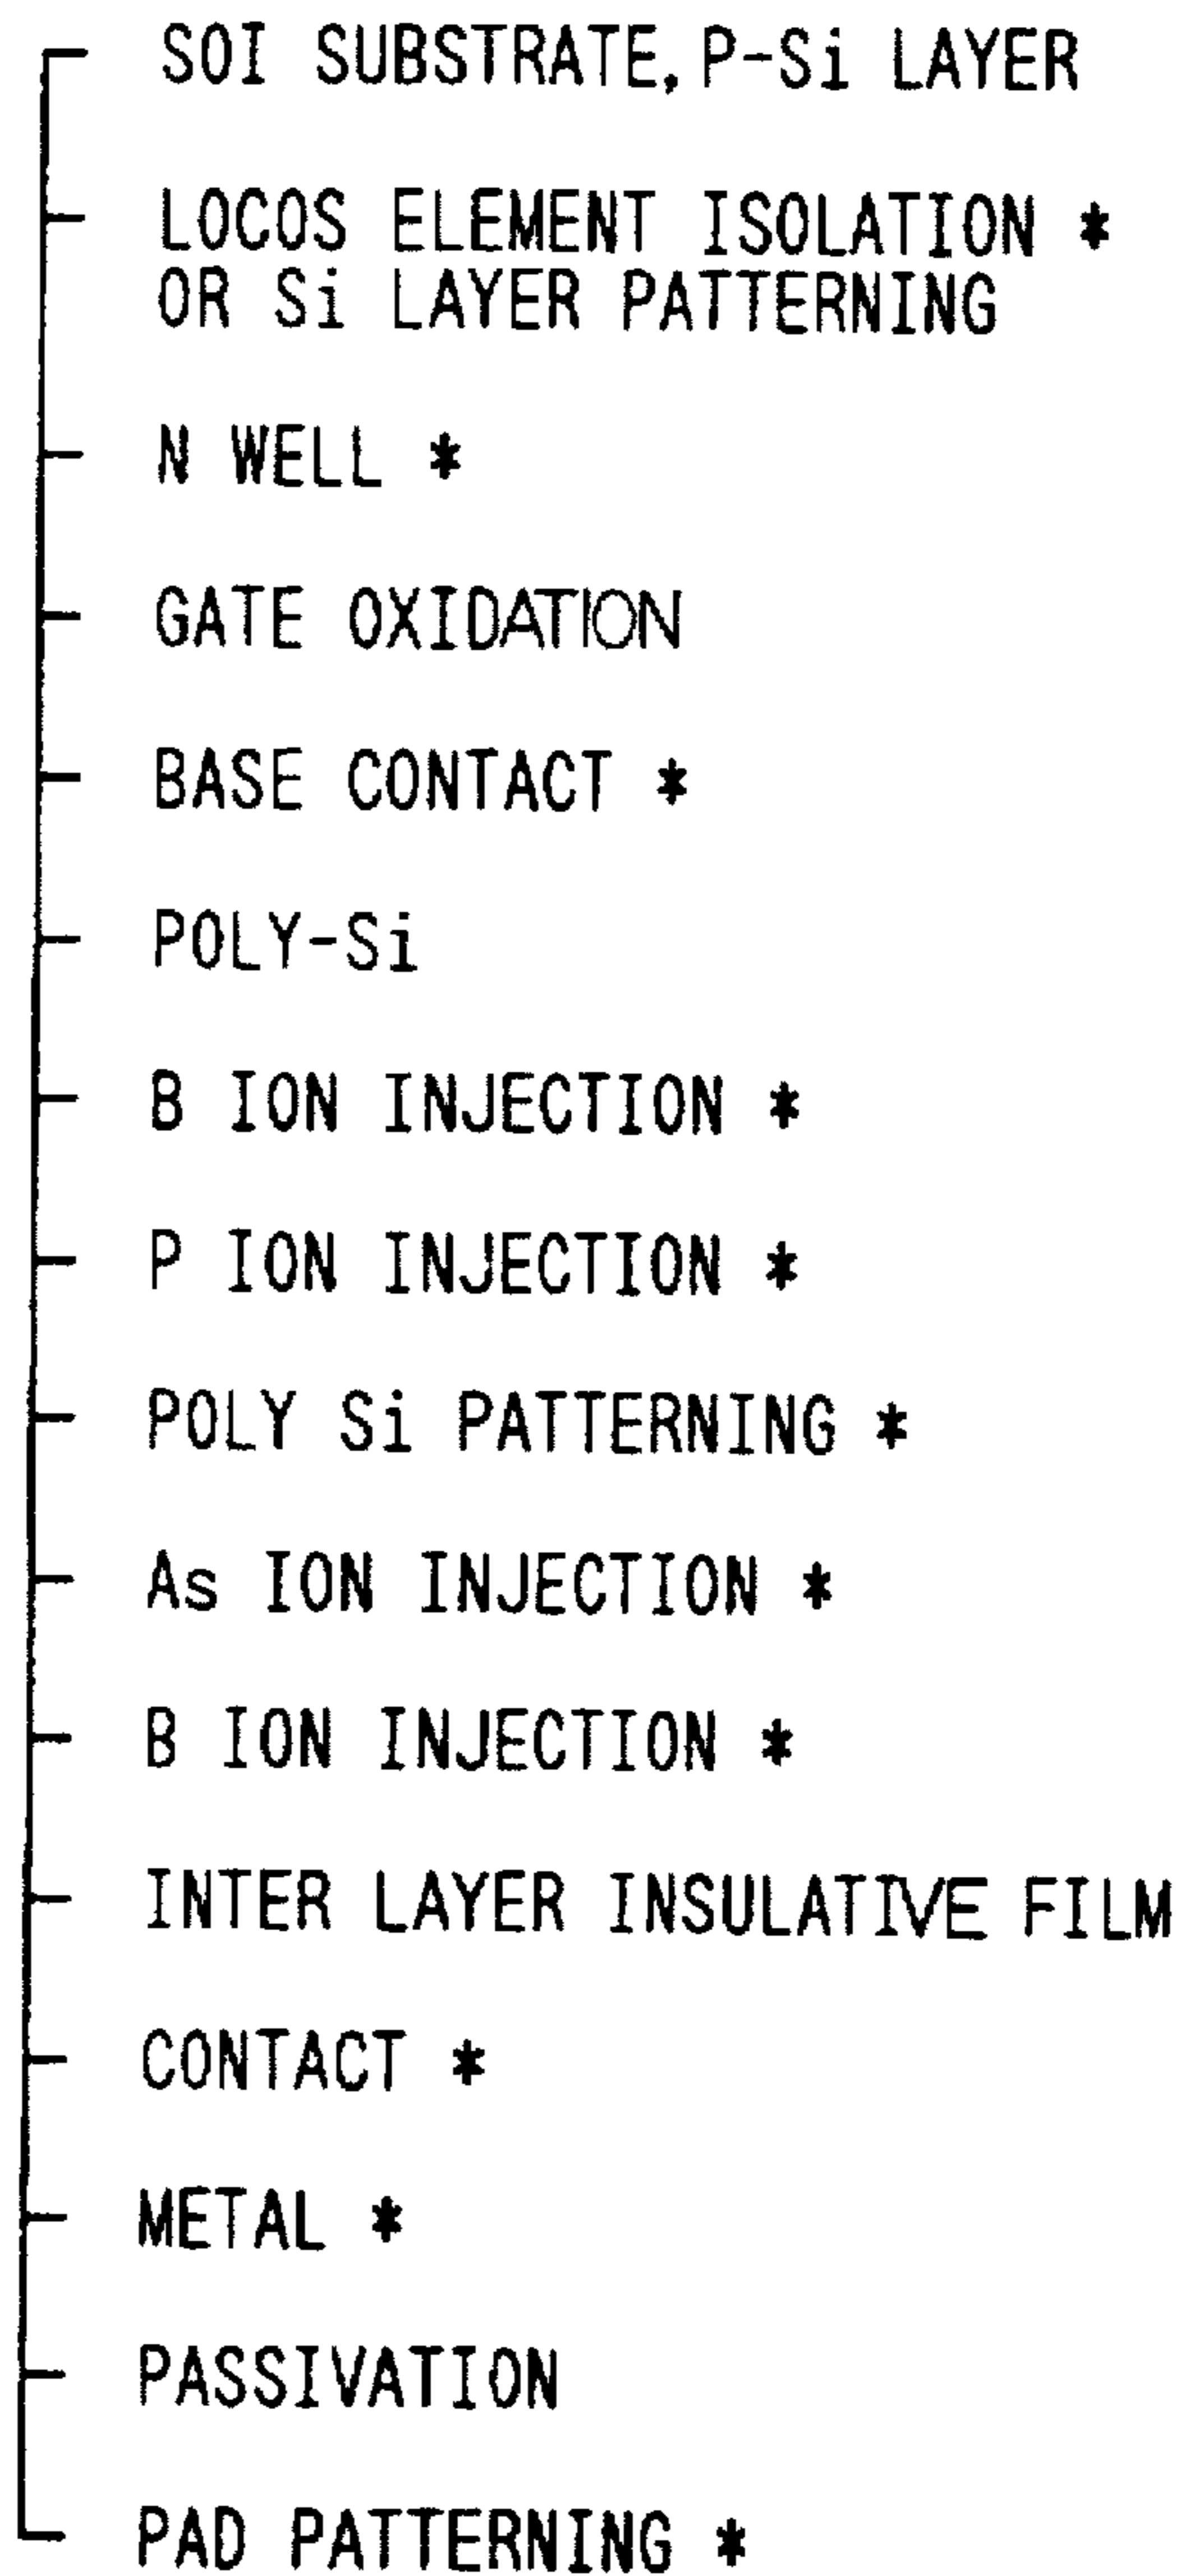 SOI SUBSTRATE, P-Si LAYER
LOCOS ELEMENT ISOLATION *
OR Si LAYER PATTERNING
N WELL *
GATE OXIDATION
BASE CONTACT *
POLY-Si
B ION INJECTION *
P ION INJECTION *
POLY Si PATTERNING *
As ION INJECTION *
B ION INJECTION *
INTER LAYER INSULATIVE FILM
CONTACT *
METAL *
PASSIVATION
PAD PATTERNING *